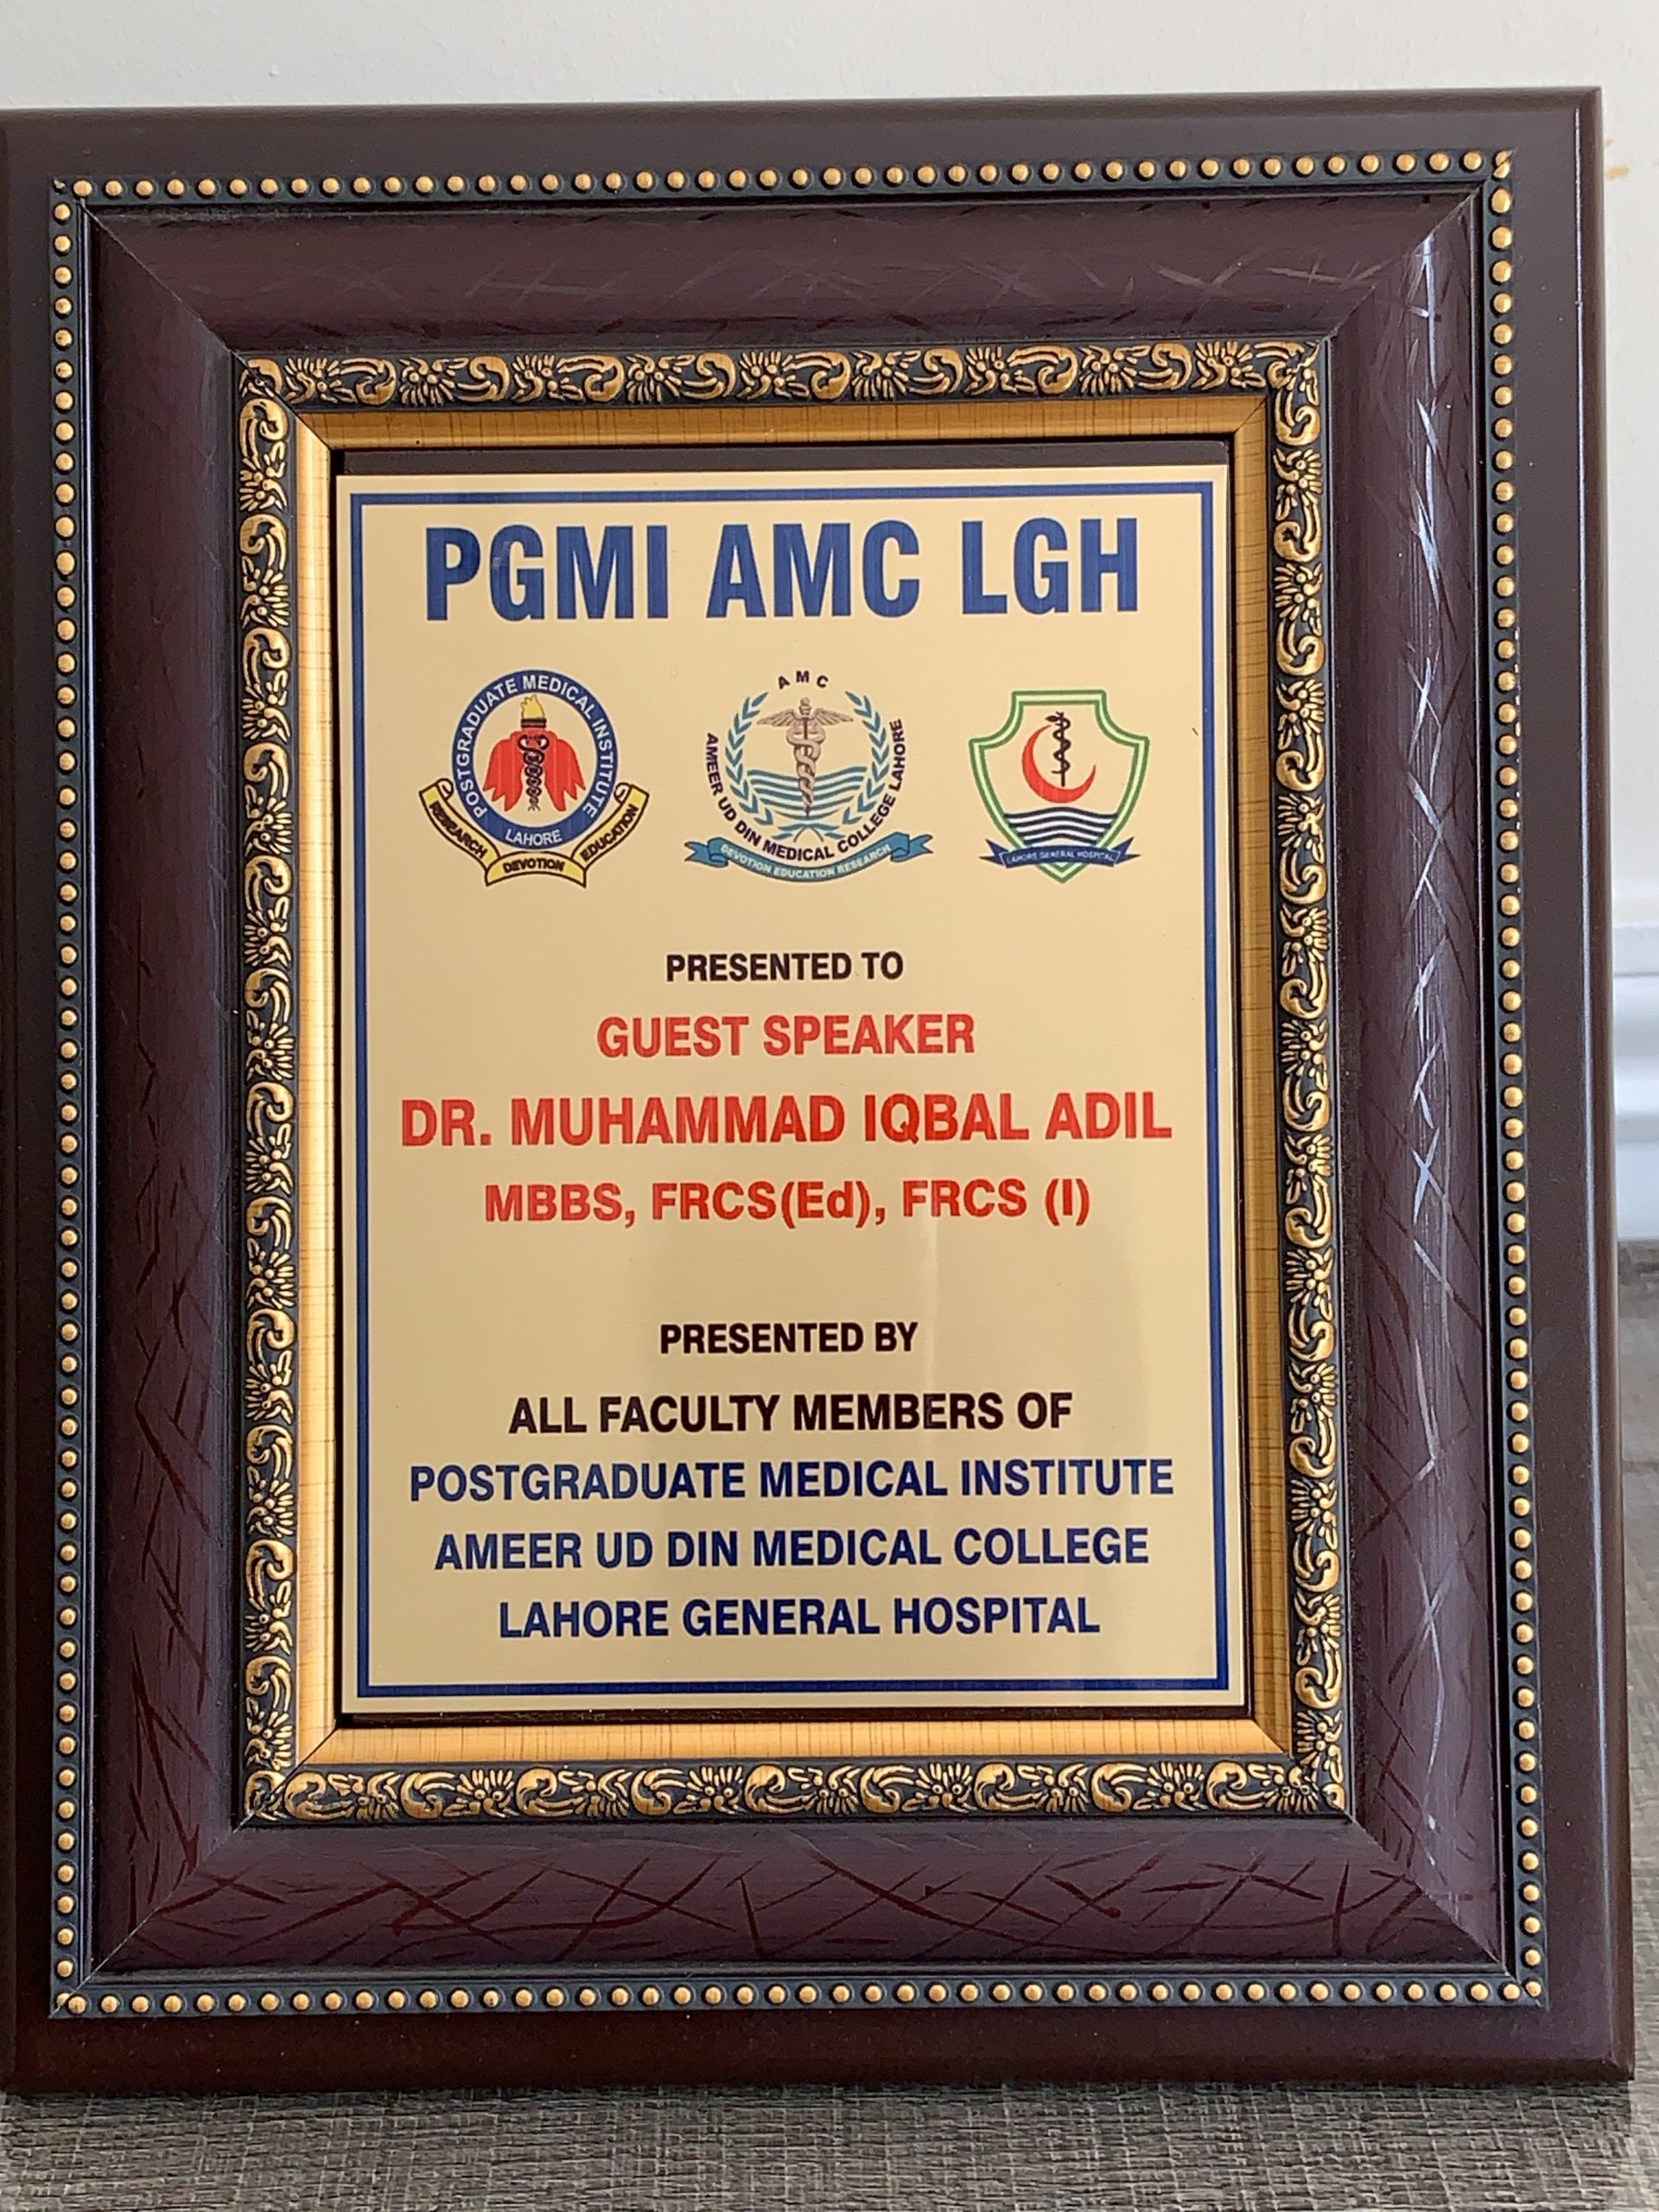 PGMI AMC LGH
POSTGRADUATE MEDICAL INSTITUTE
LAHORE
RESEARCH DEVOTION EDUCATION
AMC
AMEER UD DIN MEDICAL COLLEGE LAHORE
DEVOTION EDUCATION RESEARCH
LAHORE GENERAL HOSPITAL
PRESENTED TO
GUEST SPEAKER
DR. MUHAMMAD IQBAL ADIL
MBBS, FRCS(Ed), FRCS (I)
PRESENTED BY
ALL FACULTY MEMBERS OF
POSTGRADUATE MEDICAL INSTITUTE
AMEER UD DIN MEDICAL COLLEGE
LAHORE GENERAL HOSPITAL